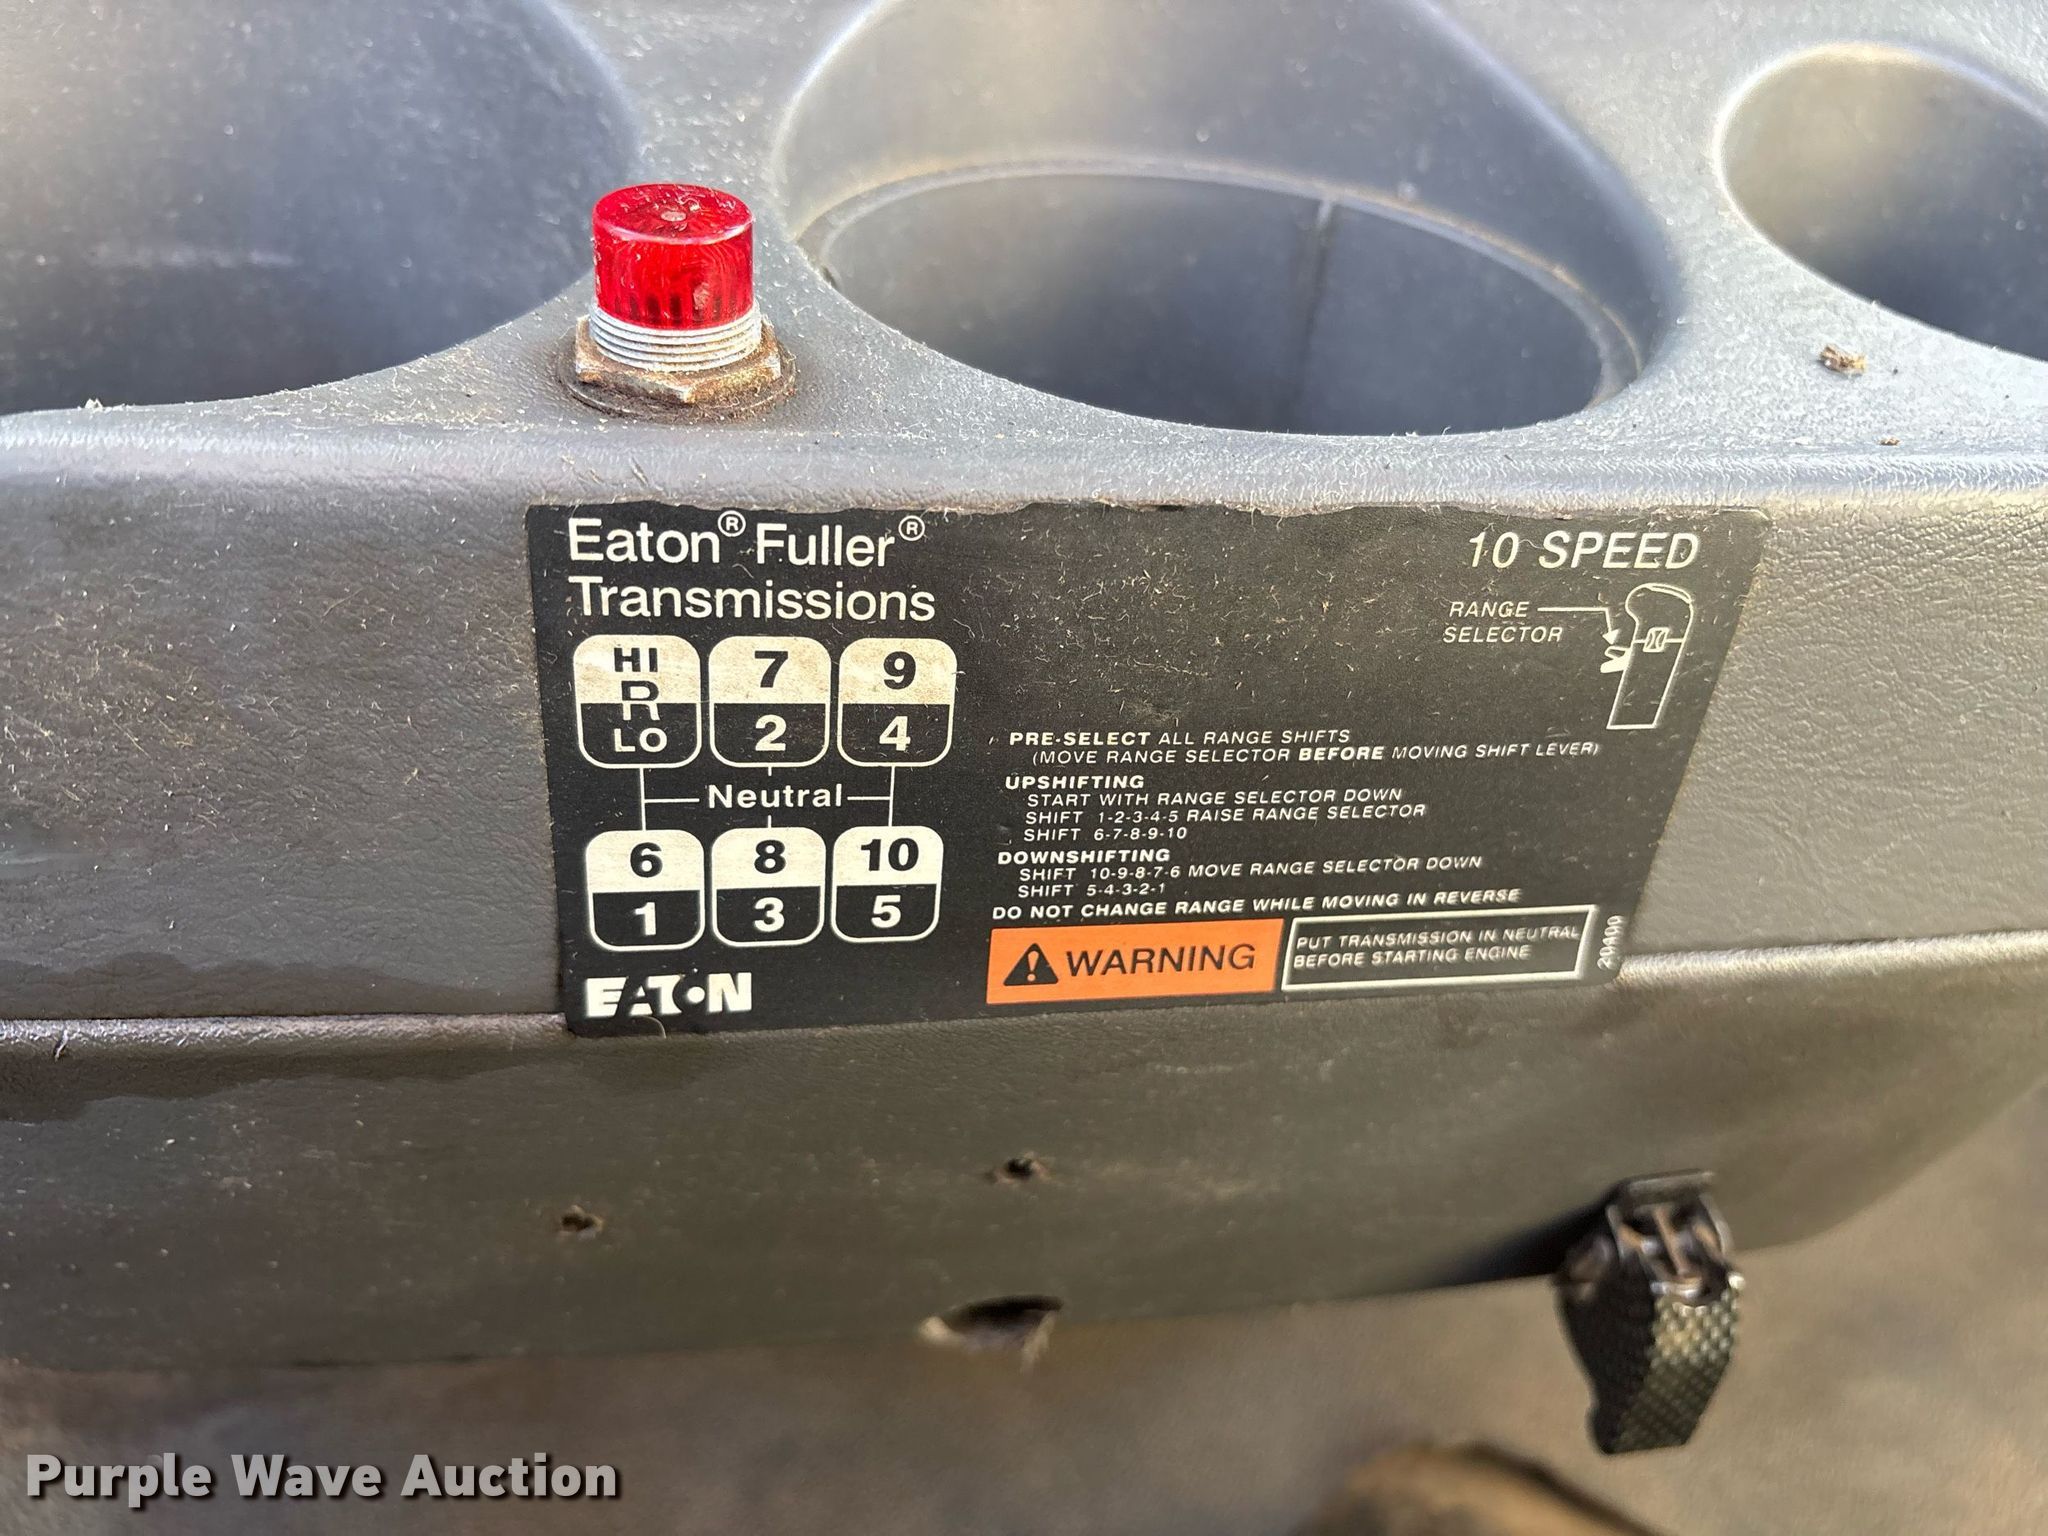 Eaton® Fuller®
Transmissions
10 SPEED
RANGE
SELECTOR
HI
R
LO
7
2
9
4
Neutral
6
1
8
3
10
5
EATON
PRE-SELECT ALL RANGE SHIFTS
(MOVE RANGE SELECTOR BEFORE MOVING SHIFT LEVER)
UPSHIFTING
START WITH RANGE SELECTOR DOWN
SHIFT 1-2-3-4-5 RAISE RANGE SELECTOR
SHIFT 6-7-8-9-10
DOWNSHIFTING
SHIFT 10-9-8-7-6 MOVE RANGE SELECTOR DOWN
SHIFT 5-4-3-2-1
DO NOT CHANGE RANGE WHILE MOVING IN REVERSE
WARNING
PUT TRANSMISSION IN NEUTRAL
BEFORE STARTING ENGINE
20400
Purple Wave Auction